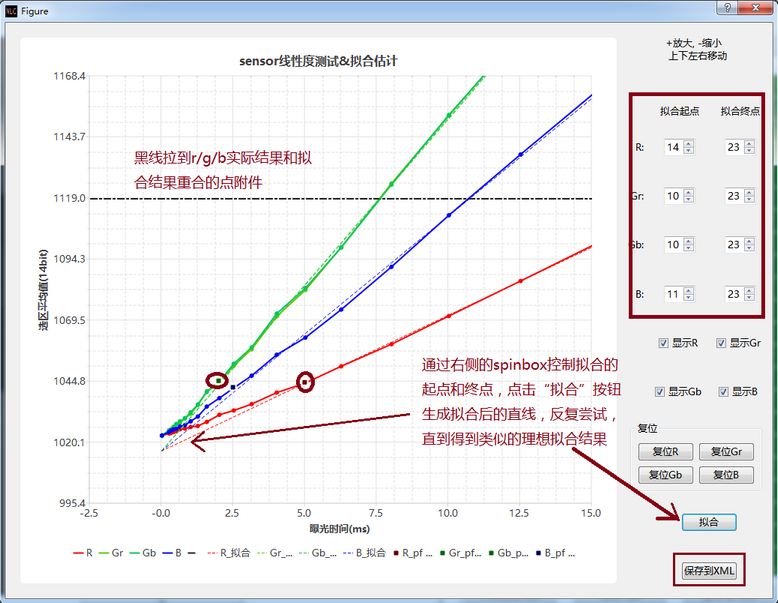 NLC Figure
sensor线性度测试&拟合估计
+放大, -缩小
上下左右移动
拟合起点 拟合终点
R: 14 23
Gr: 10 23
Gb: 10 23
B: 11 23
显示R 显示Gr
显示Gb 显示B
复位
复位R 复位Gr
复位Gb 复位B
拟合
保存到XML
黑线拉到r/g/b实际结果和拟
合结果重合的点附件
通过右侧的spinbox控制拟合的
起点和终点，点击“拟合”按钮
生成拟合后的直线，反复尝试，
直到得到类似的理想拟合结果
选区平均值(14bit)
1168.4
1143.7
1119.0
1094.3
1069.5
1044.8
1020.1
995.4
-2.5 -0.0 2.5 5.0 7.5 10.0 12.5 15.0
曝光时间(ms)
R Gr Gb B R_拟合 Gr_... Gb_... B_拟合 R_pf ... Gr_pf... Gb_p... B_pf ...